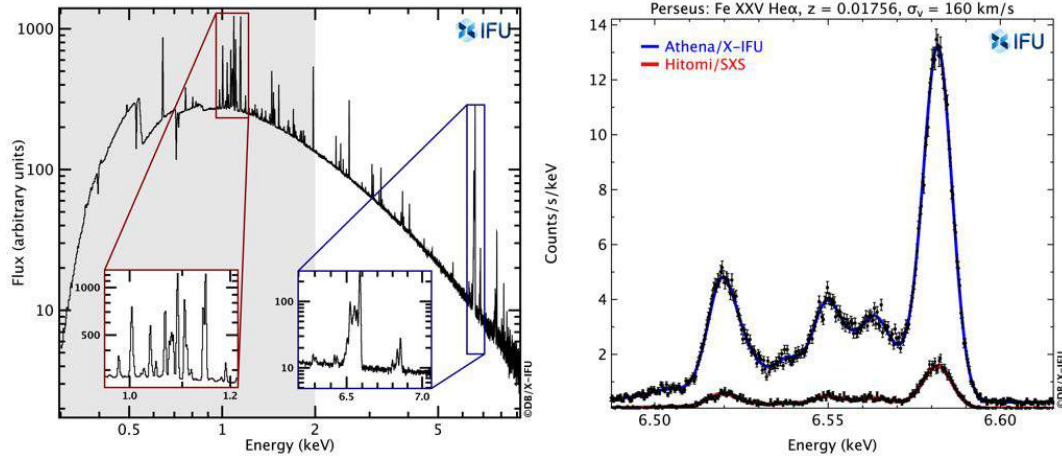 IFU
1000
300
100
10
Flux (arbitrary units)
1000
500
1.0
1.2
100
10
6.5
7.0
0.5
1
2
5
Energy (keV)
©DB/X-IFU
Perseus: Fe XXV Heα, z = 0.01756, σv = 160 km/s
Athena/X-IFU
Hitomi/SXS
IFU
14
12
10
8
6
4
2
Counts/s/keV
6.50
6.55
6.60
Energy (keV)
©DB/X-IFU